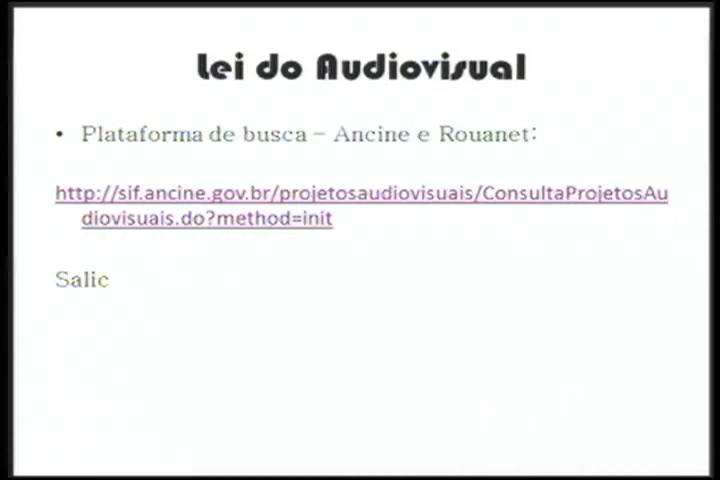 Lei do Audiovisual
• Plataforma de busca – Ancine e Rouanet:
http://sif.ancine.gov.br/projetosaudiovisuais/ConsultaProjetosAu
diovisuais.do?method=init
Salic